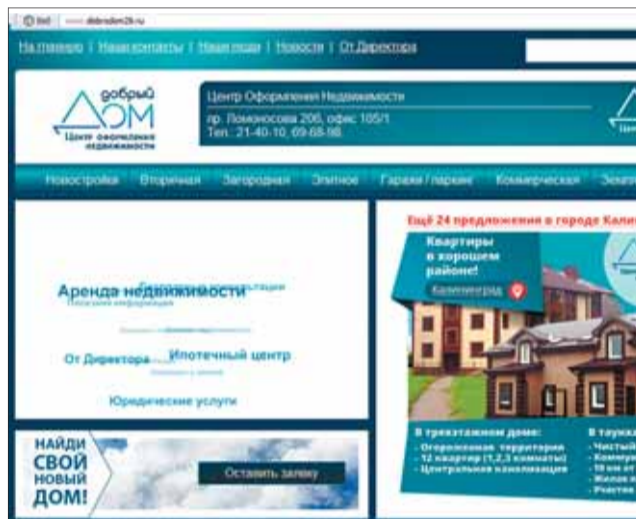 dobrodom29.ru
На главную | Наши контакты | Наши люди | Новости | От Директора
добрый
ДОМ
Центр оформления
недвижимости
Центр Оформления Недвижимости
пр. Ломоносова 206, офис 105/1
Тел.: 21-40-10, 69-68-98
Новостройка Вторичная Загородная Элитное Гаражи / паркинг Коммерческая
Аренда недвижимости
От Директора Ипотечный центр
Юридические услуги
НАЙДИ
СВОЙ
НОВЫЙ
ДОМ!
Оставить заявку
Ещё 24 предложения в городе
Квартиры
в хорошем
районе!
Калининград
В трехэтажном доме:
- Огороженная территория
- 12 квартир (1,2,3 комнаты)
- Центральная канализация